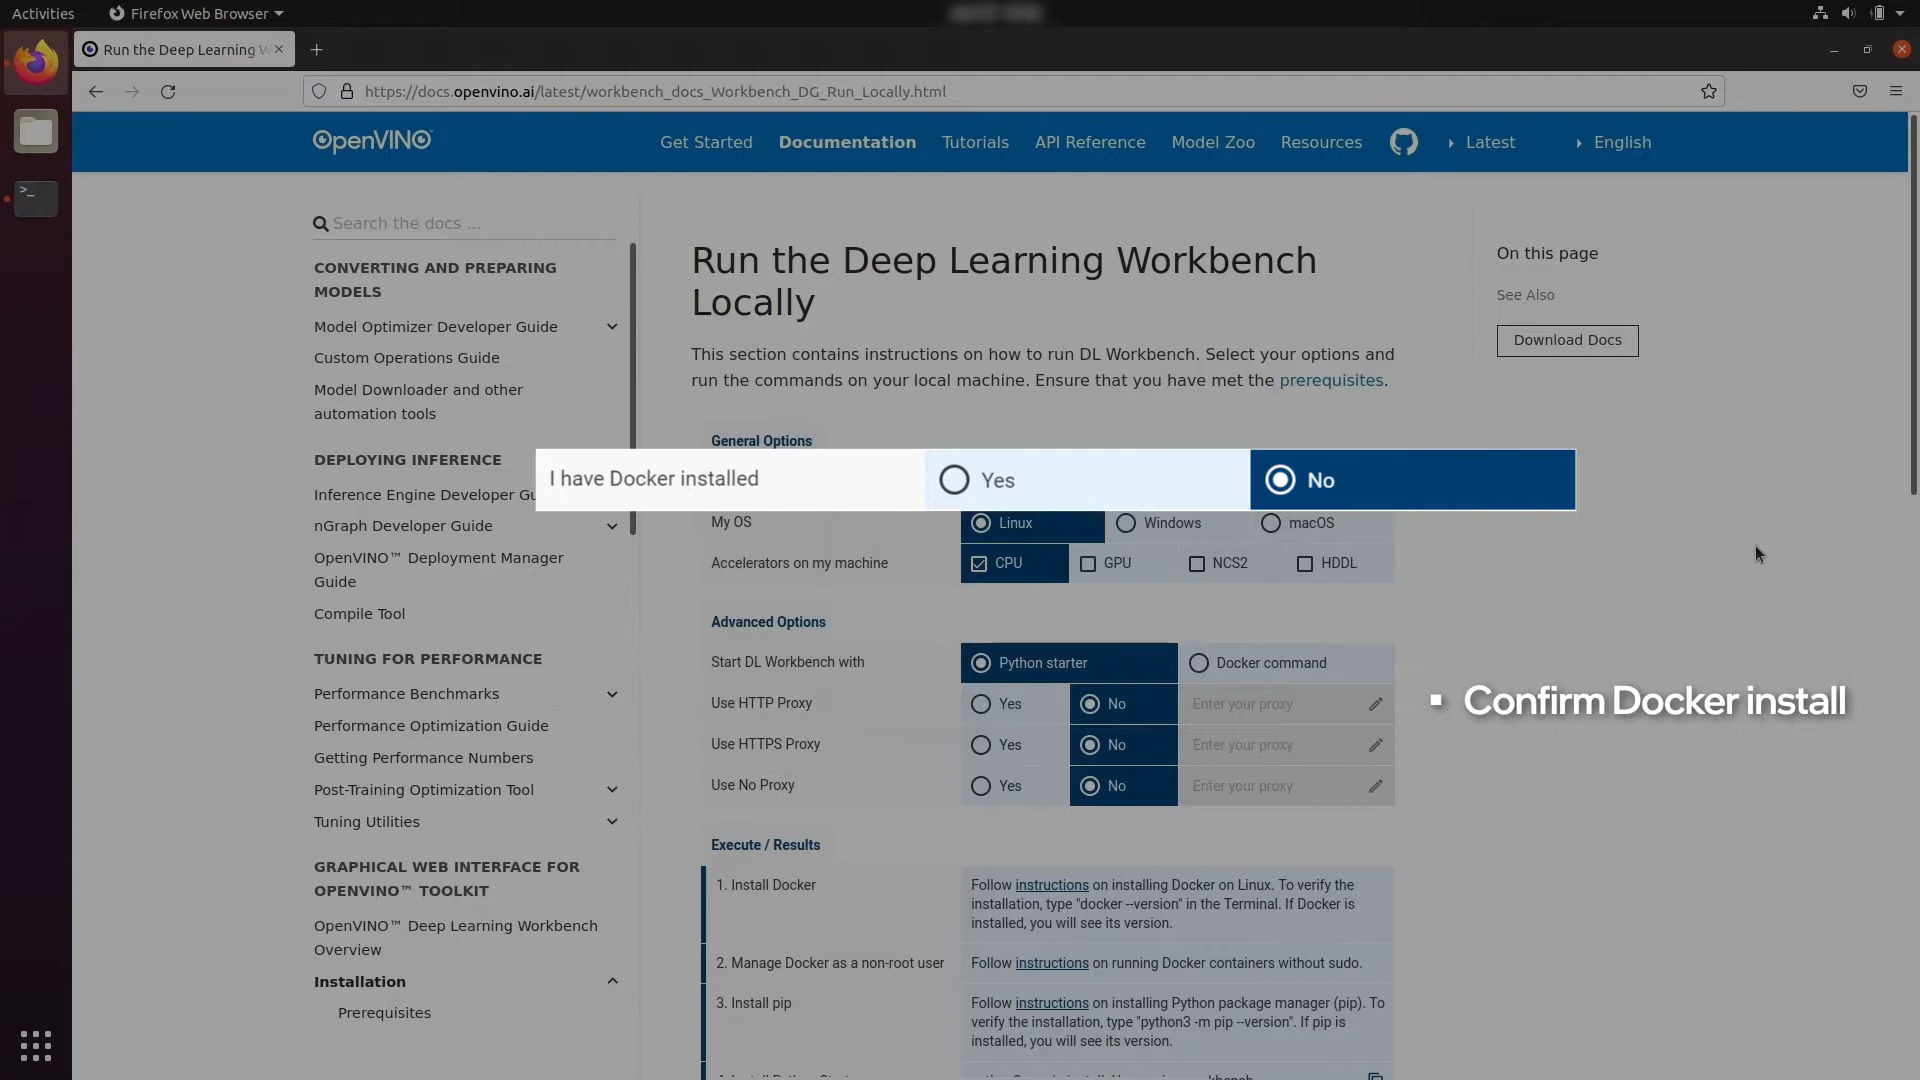 Activities
Firefox Web Browser
Run the Deep Learning W
https://docs.openvino.ai/latest/workbench_docs_Workbench_DG_Run_Locally.html
OpenVINO
Get Started
Documentation
Tutorials
API Reference
Model Zoo
Resources
Latest
English
Search the docs ...
CONVERTING AND PREPARING
MODELS
Model Optimizer Developer Guide
Custom Operations Guide
Model Downloader and other
automation tools
DEPLOYING INFERENCE
Inference Engine Developer Gu
nGraph Developer Guide
OpenVINO™ Deployment Manager
Guide
Compile Tool
TUNING FOR PERFORMANCE
Performance Benchmarks
Performance Optimization Guide
Getting Performance Numbers
Post-Training Optimization Tool
Tuning Utilities
GRAPHICAL WEB INTERFACE FOR
OPENVINO™ TOOLKIT
OpenVINO™ Deep Learning Workbench
Overview
Installation
Prerequisites
Run the Deep Learning Workbench
Locally
This section contains instructions on how to run DL Workbench. Select your options and
run the commands on your local machine. Ensure that you have met the prerequisites.
General Options
I have Docker installed Yes No
My OS Linux Windows macOS
Accelerators on my machine CPU GPU NCS2 HDDL
Advanced Options
Start DL Workbench with Python starter Docker command
Use HTTP Proxy Yes No Enter your proxy
Use HTTPS Proxy Yes No Enter your proxy
Use No Proxy Yes No Enter your proxy
Execute / Results
1. Install Docker
Follow instructions on installing Docker on Linux. To verify the
installation, type "docker --version" in the Terminal. If Docker is
installed, you will see its version.
2. Manage Docker as a non-root user
Follow instructions on running Docker containers without sudo.
3. Install pip
Follow instructions on installing Python package manager (pip). To
verify the installation, type "python3 -m pip --version". If pip is
installed, you will see its version.
On this page
See Also
Download Docs
▪ Confirm Docker install